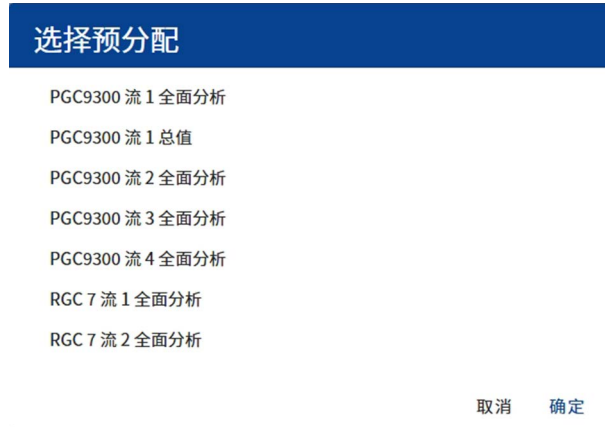 选择预分配
PGC9300 流 1 全面分析
PGC9300 流 1 总值
PGC9300 流 2 全面分析
PGC9300 流 3 全面分析
PGC9300 流 4 全面分析
RGC 7 流 1 全面分析
RGC 7 流 2 全面分析
取消 确定